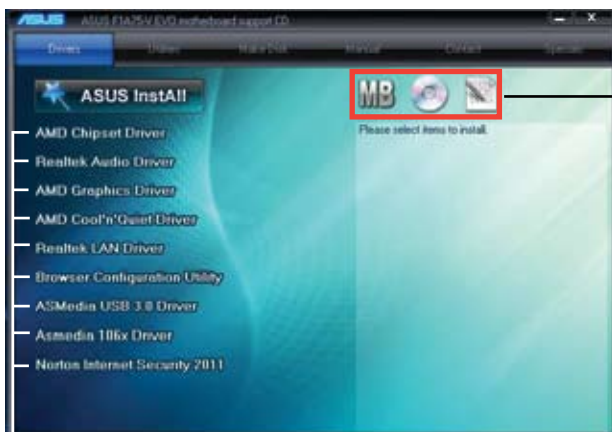 ASUS ASUS F1A75-V EVO motherboard support CD
Drivers Utilities Make Disk Manual Contact Specials
ASUS InstAll
MB
Please select items to install.
AMD Chipset Driver
Realtek Audio Driver
AMD Graphics Driver
AMD Cool'n'Quiet Driver
Realtek LAN Driver
Browser Configuration Utility
ASMedia USB 3.0 Driver
Asmedia 106x Driver
Norton Internet Security 2011